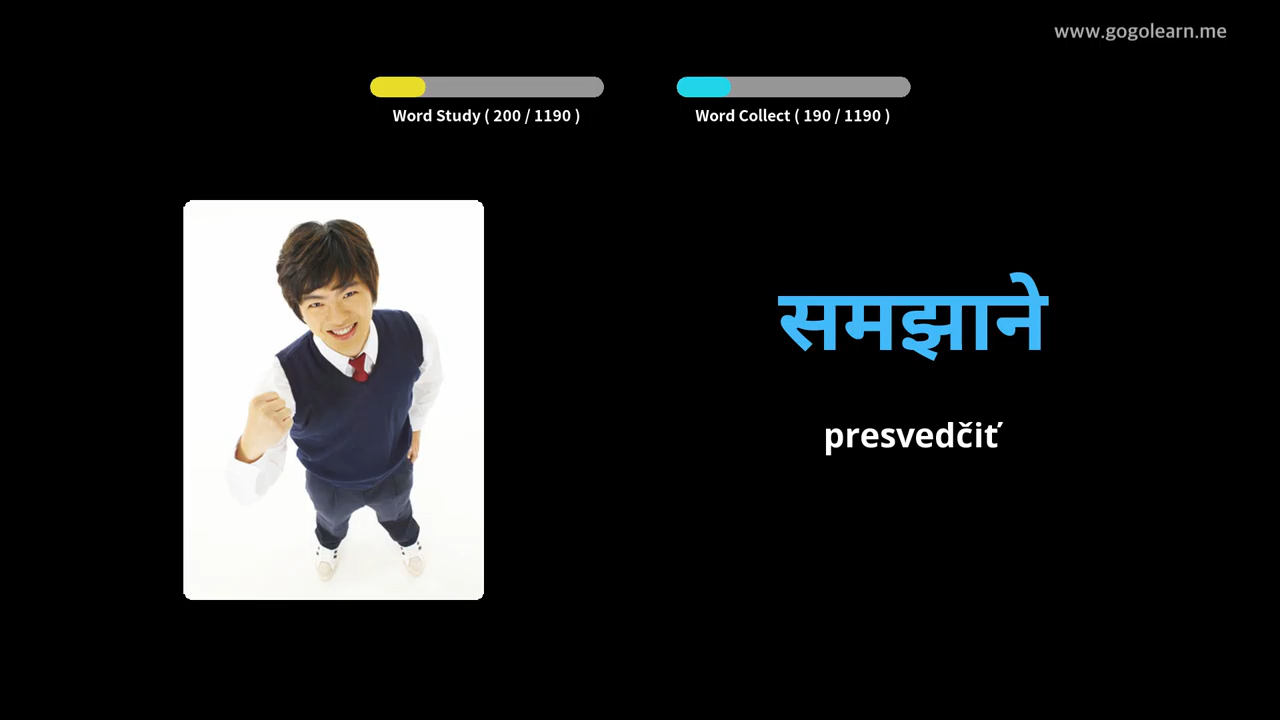 www.gogolearn.me
Word Study ( 200 / 1190 )
Word Collect ( 190 / 1190 )
समझाने
presvedčiť